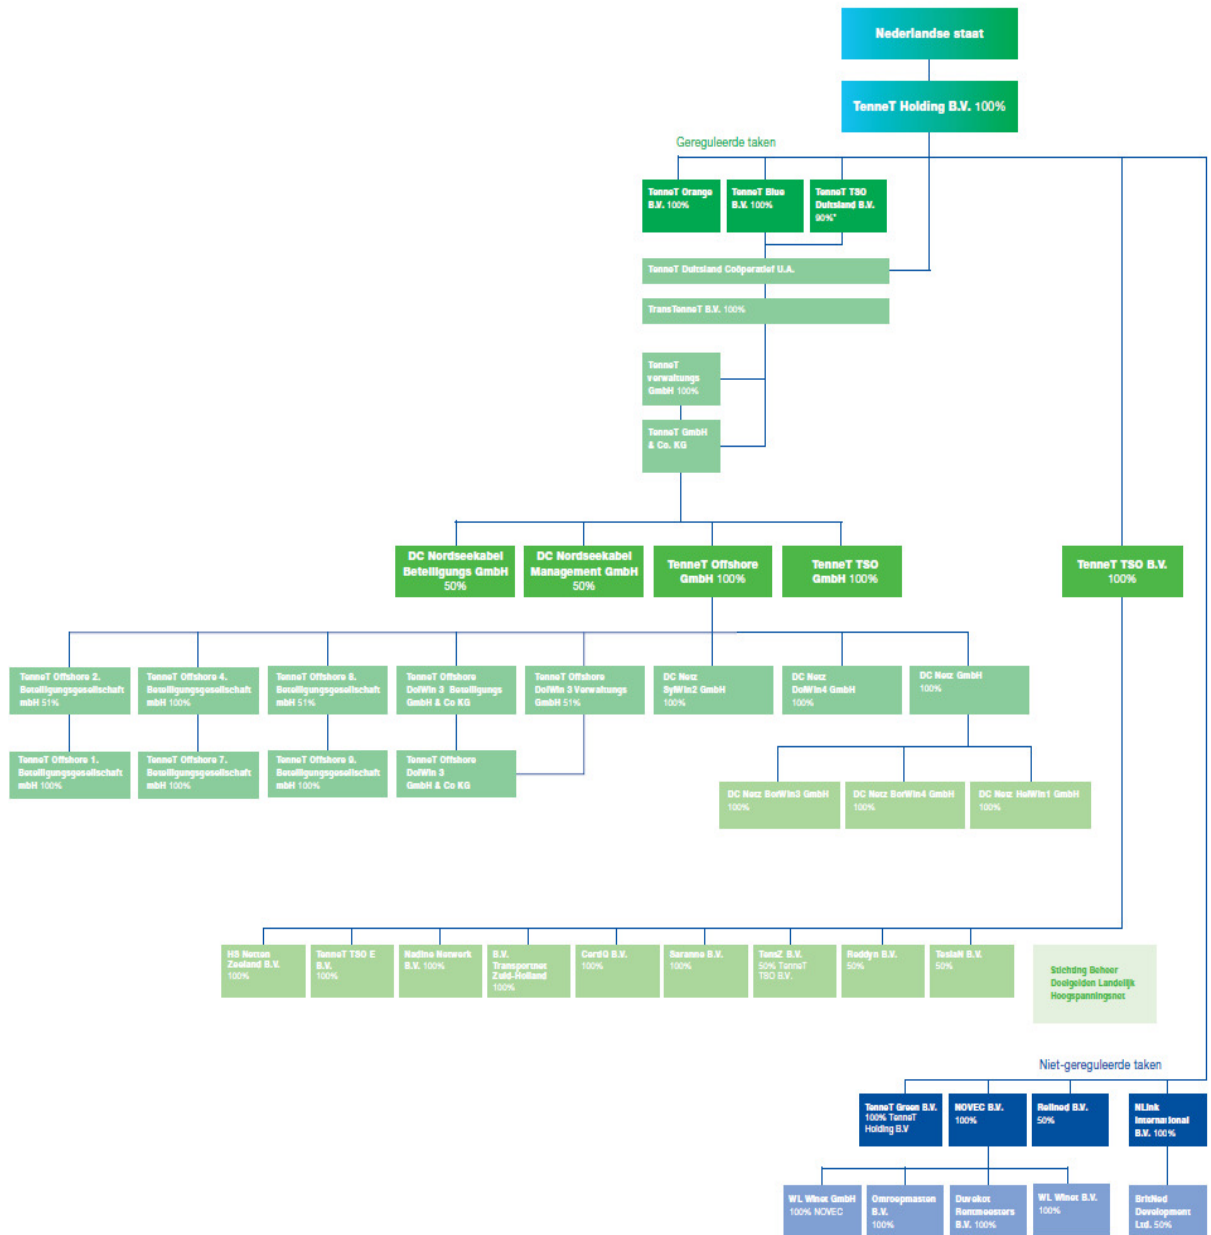 Nederlandse staat
TenneT Holding B.V. 100%
Gereguleerde taken
TenneT Orange
B.V. 100%
TenneT Blue
B.V. 100%
TenneT TSO
Duitsland B.V.
90%*
TenneT Duitsland Coöperatief U.A.
TransTenneT B.V. 100%
TenneT
verwaltungs
GmbH 100%
TenneT GmbH
& Co. KG
DC Nordseekabel
Beteiligungs GmbH
50%
DC Nordseekabel
Management GmbH
50%
TenneT Offshore
GmbH 100%
TenneT TSO
GmbH 100%
TenneT TSO B.V.
100%
TenneT Offshore 2.
Beteiligungsgesellschaft
mbH 51%
TenneT Offshore 4.
Beteiligungsgesellschaft
mbH 100%
TenneT Offshore 8.
Beteiligungsgesellschaft
mbH 51%
TenneT Offshore
DolWin 3 Beteiligungs
GmbH & Co KG
TenneT Offshore
DolWin 3 Verwaltungs
GmbH 51%
DC Netz
SylWin2 GmbH
100%
DC Netz
DolWin4 GmbH
100%
DC Netz GmbH
100%
TenneT Offshore 1.
Beteiligungsgesellschaft
mbH 100%
TenneT Offshore 7.
Beteiligungsgesellschaft
mbH 100%
TenneT Offshore 9.
Beteiligungsgesellschaft
mbH 100%
TenneT Offshore
DolWin 3
GmbH & Co KG
DC Netz BorWin3 GmbH
100%
DC Netz BorWin4 GmbH
100%
DC Netz HelWin1 GmbH
100%
HS Netten
Zeeland B.V.
100%
TenneT TSO E
B.V.
100%
Nadine Netwerk
B.V. 100%
B.V.
Transportnet
Zuid-Holland
100%
CertiQ B.V.
100%
Saranne B.V.
100%
TensZ B.V.
50% TenneT
TSO B.V.
Reddyn B.V.
50%
TeslaN B.V.
50%
Stichting Beheer
Doelgelden Landelijk
Hoogspanningsnet
Niet-gereguleerde taken
TenneT Green B.V.
100% TenneT
Holding B.V
NOVEC B.V.
100%
Relined B.V.
50%
NLink
International
B.V. 100%
WL Winet GmbH
100% NOVEC
Omroepmasten
B.V.
100%
Duvekot
Rentmeesters
B.V. 100%
WL Winet B.V.
100%
BritNed
Development
Ltd. 50%